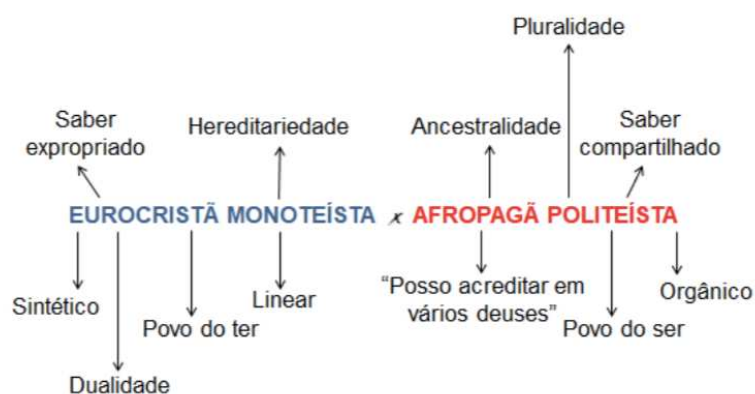 Pluralidade
Saber
expropriado
Hereditariedade
Ancestralidade
Saber
compartilhado
EUROCRISTÃ MONOTEÍSTA x AFROPAGÃ POLITEÍSTA
Sintético
Dualidade
Povo do ter
Linear
“Posso acreditar em
vários deuses”
Povo do ser
Orgânico